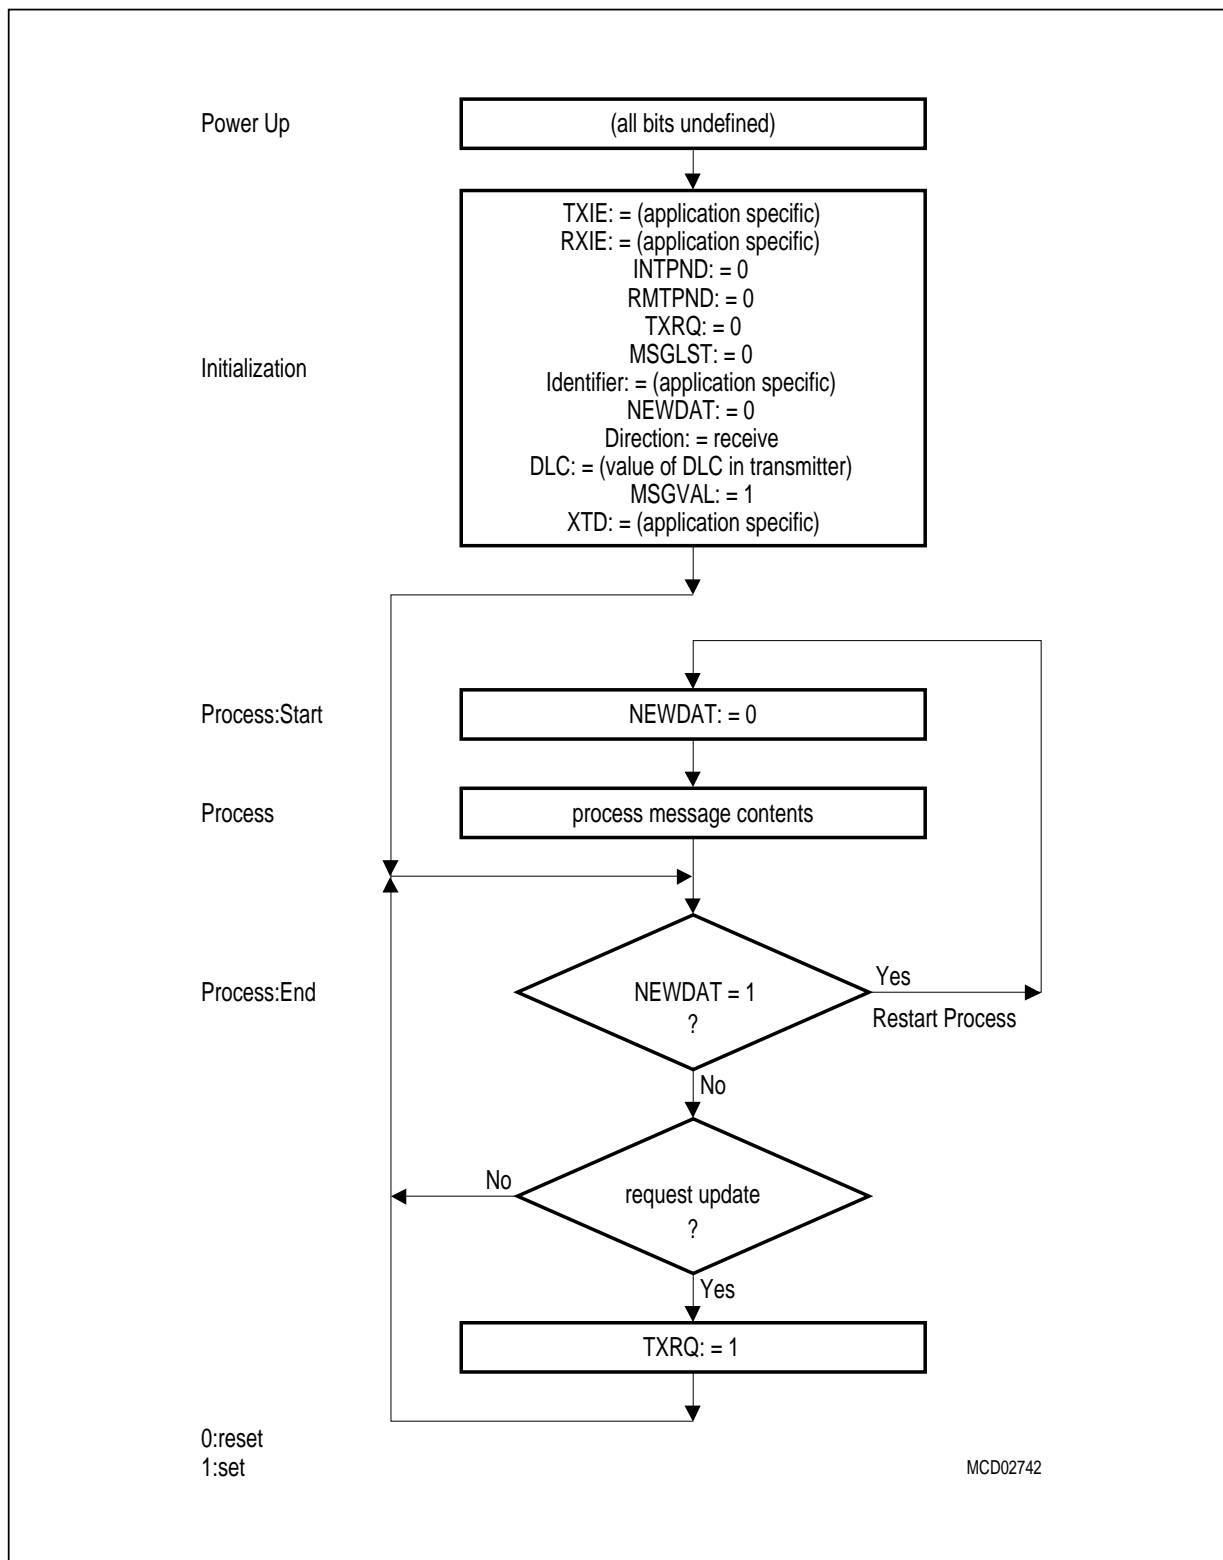 Power Up
(all bits undefined)
Initialization
TXIE: = (application specific)
RXIE: = (application specific)
INTPND: = 0
RMTPND: = 0
TXRQ: = 0
MSGLST: = 0
Identifier: = (application specific)
NEWDAT: = 0
Direction: = receive
DLC: = (value of DLC in transmitter)
MSGVAL: = 1
XTD: = (application specific)
Process:Start
NEWDAT: = 0
Process
process message contents
Process:End
NEWDAT = 1
?
Yes
Restart Process
No
request update
?
No
Yes
TXRQ: = 1
0:reset
1:set
MCD02742